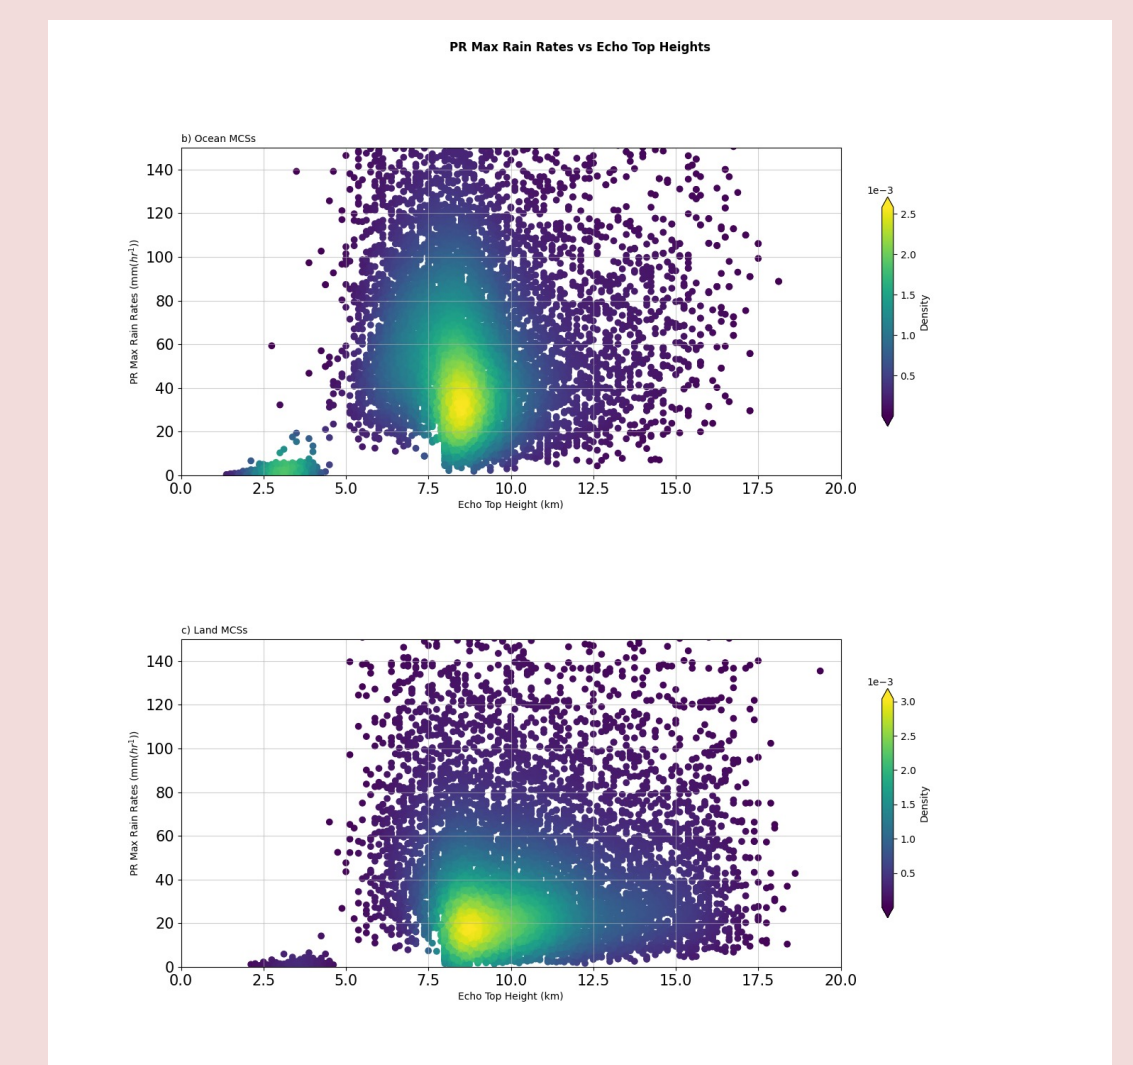 PR Max Rain Rates vs Echo Top Heights
b) Ocean MCSs
1e−3
140
120
100
80
60
40
20
0
PR Max Rain Rates (mm(hr¹))
2.5
2.0
1.5
1.0
0.5
Density
0.0 2.5 5.0 7.5 10.0 12.5 15.0 17.5 20.0
Echo Top Height (km)
c) Land MCSs
1e−3
140
120
100
80
60
40
20
0
PR Max Rain Rates (mm(hr¹))
3.0
2.5
2.0
1.5
1.0
0.5
Density
0.0 2.5 5.0 7.5 10.0 12.5 15.0 17.5 20.0
Echo Top Height (km)